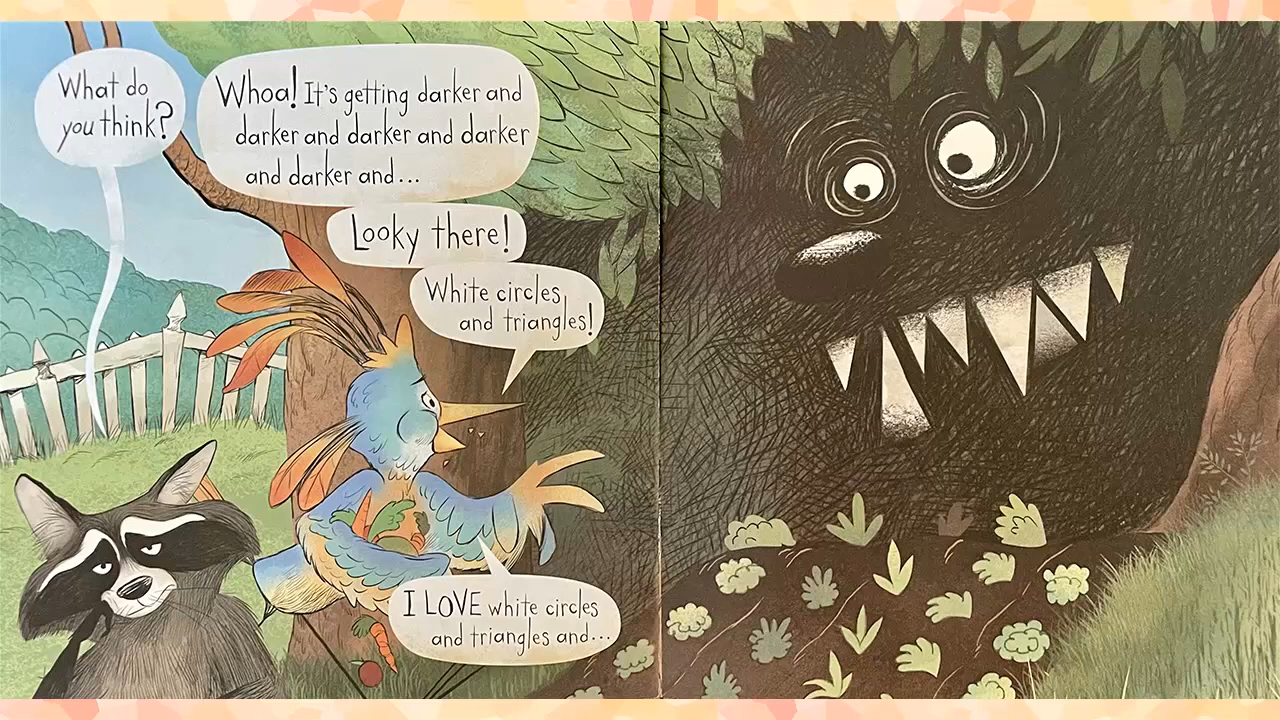 What do
you think?
Whoa! It's getting darker and
darker and darker and darker
and darker and...
Looky there!
White circles
and triangles!
I LOVE white circles
and triangles and...